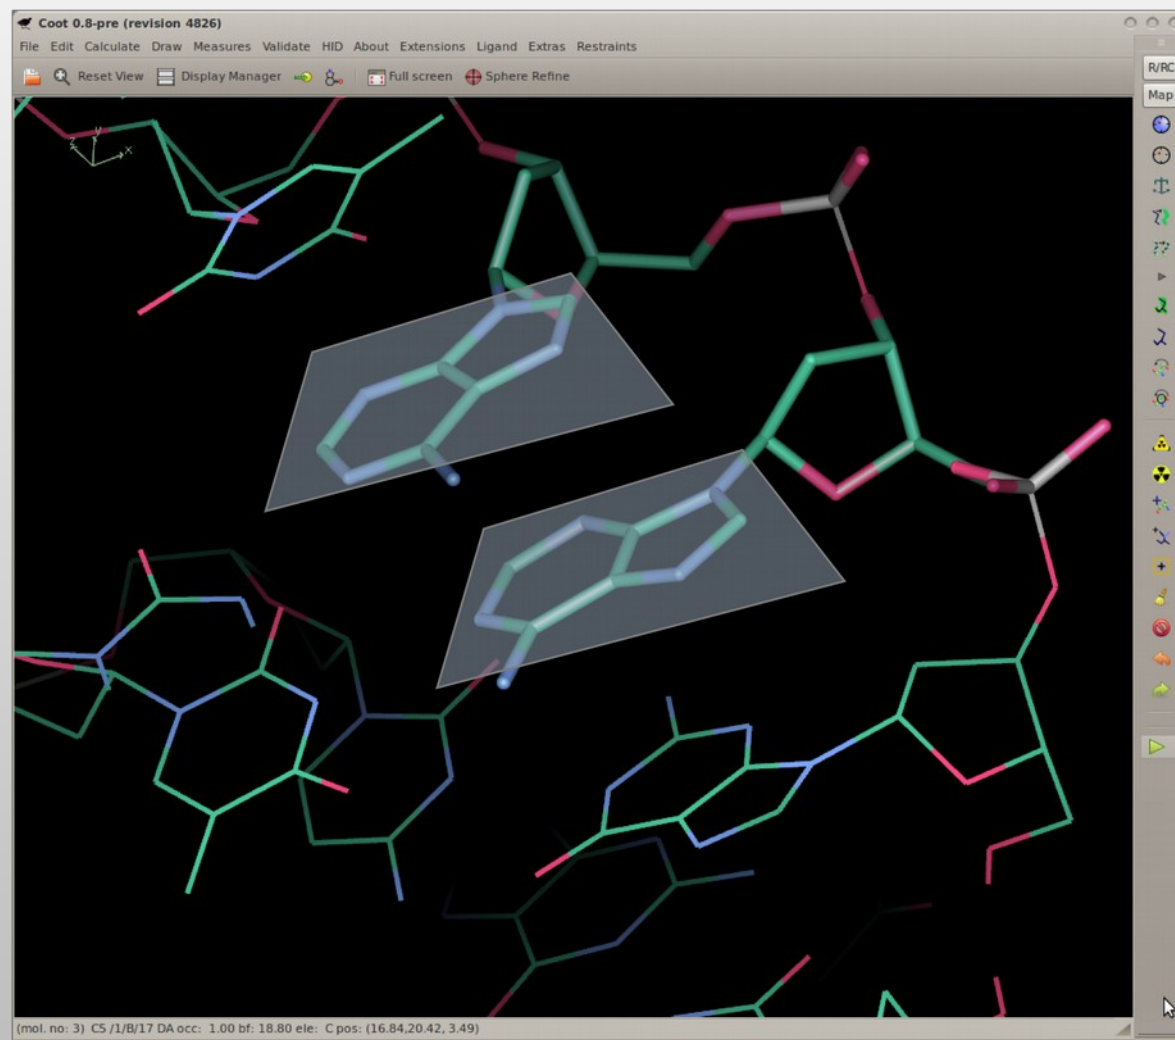 Coot 0.8-pre (revision 4826)
File Edit Calculate Draw Measures Validate HID About Extensions Ligand Extras Restraints
Reset View Display Manager Full screen Sphere Refine
R/RC
Map
z y x
(mol. no: 3) C5 /1/B/17 DA occ: 1.00 bf: 18.80 ele: C pos: (16.84,20.42, 3.49)